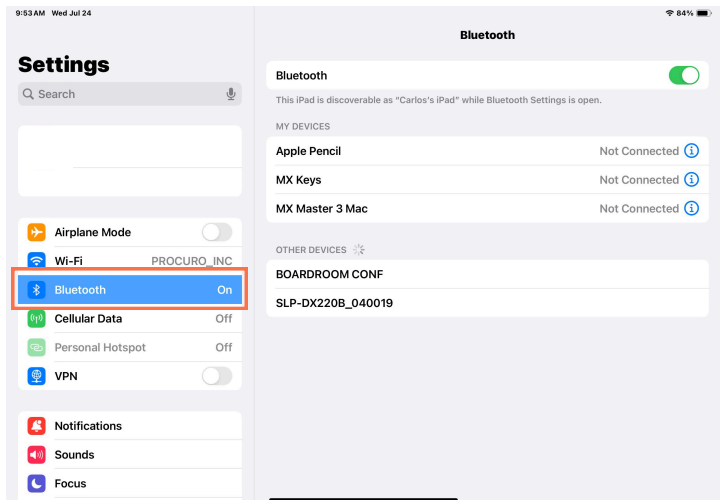 9:53 AM Wed Jul 24
84%
Settings
Search
Airplane Mode
Wi-Fi PROCURO_INC
Bluetooth On
Cellular Data Off
Personal Hotspot Off
VPN
Notifications
Sounds
Focus
Bluetooth
Bluetooth
This iPad is discoverable as “Carlos's iPad” while Bluetooth Settings is open.
MY DEVICES
Apple Pencil Not Connected
MX Keys Not Connected
MX Master 3 Mac Not Connected
OTHER DEVICES
BOARDROOM CONF
SLP-DX220B_040019